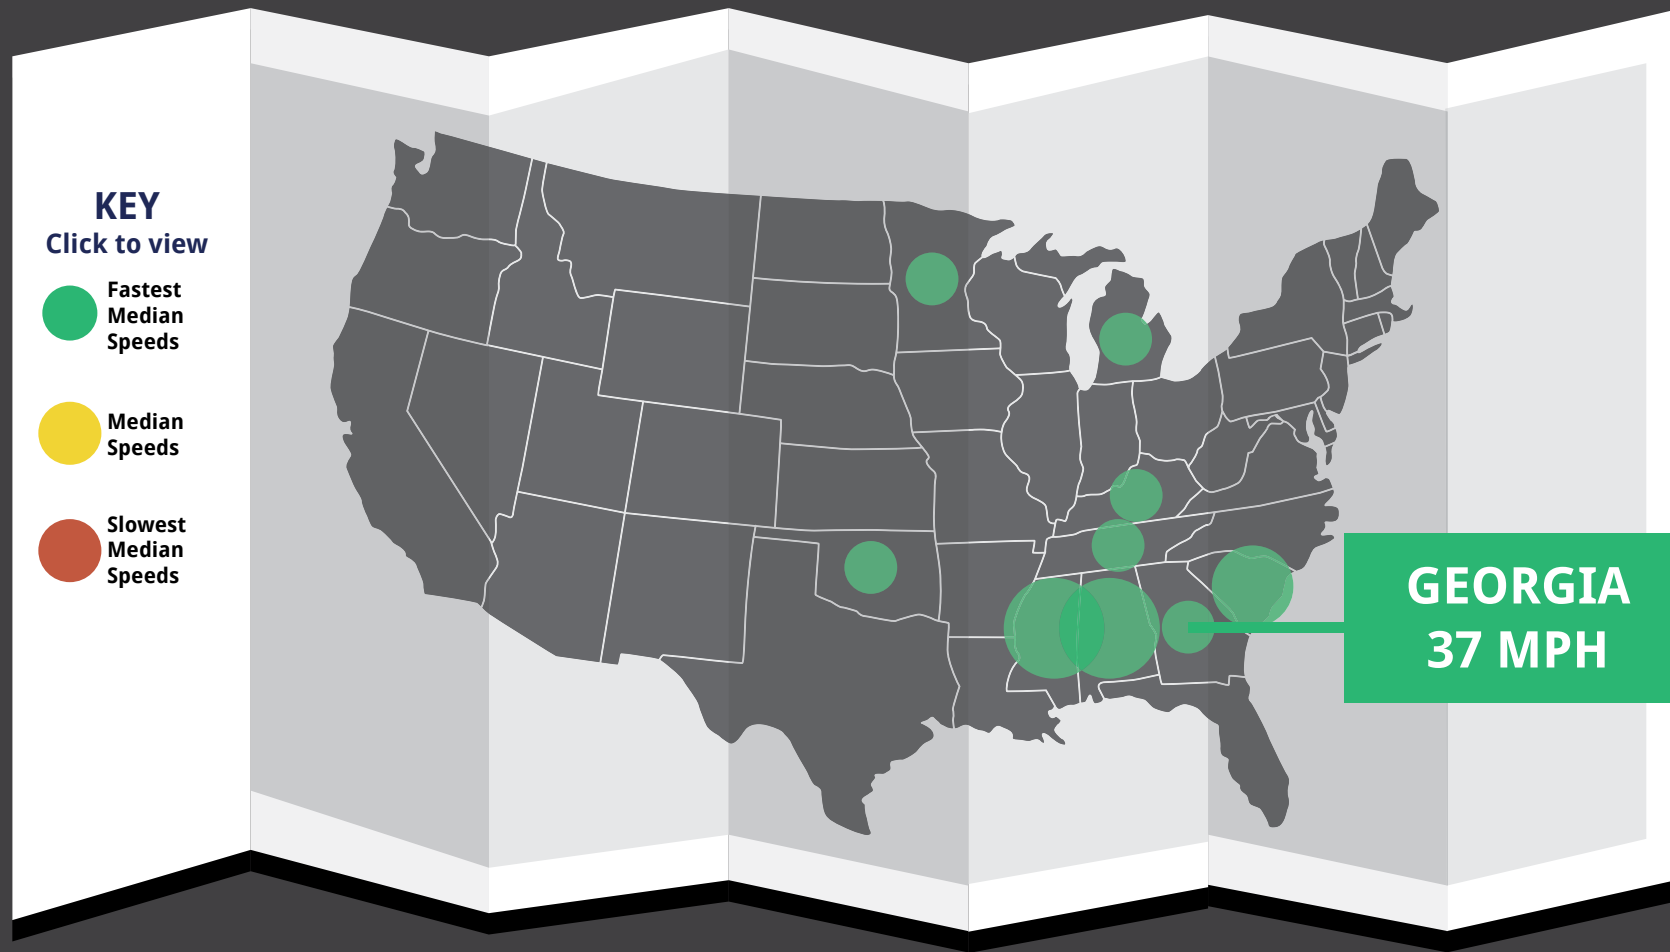 KEY
Click to view
Fastest
Median
Speeds
Median
Speeds
Slowest
Median
Speeds
GEORGIA
37 MPH